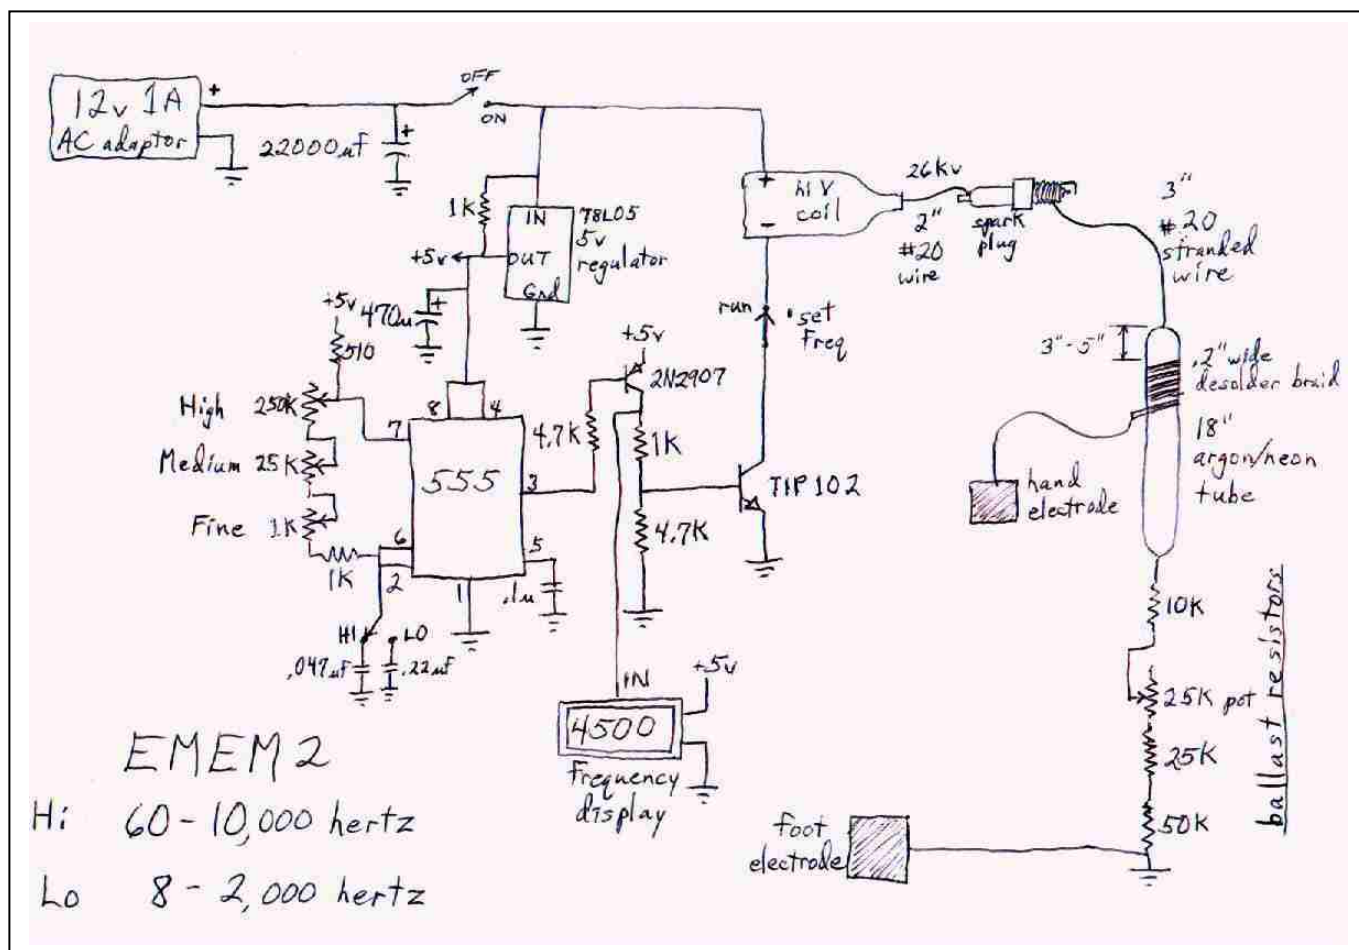 12v 1A
AC adaptor
+
22000uf
+
OFF
ON
1K
IN
OUT
Gnd
78L05
5v
regulator
+5v
470u
+
+5v
510
High 250K
Medium 25K
Fine 1K
1K
7
8
4
555
3
6
2
1
5
.1u
HI
LO
.047uF
.22uF
+5v
2N2907
4.7K
1K
4.7K
TIP 102
run
set
Freq
+
-
hi V
coil
26kv
2"
#20
wire
spark
plug
3"
#20
stranded
wire
3"-5"
.2" wide
desolder braid
18"
argon/neon
tube
hand
electrode
10K
25K pot
25K
50K
ballast resistors
foot
electrode
IN
+5v
4500
Frequency
display
EMEM2
Hi 60-10,000 hertz
Lo 8-2,000 hertz